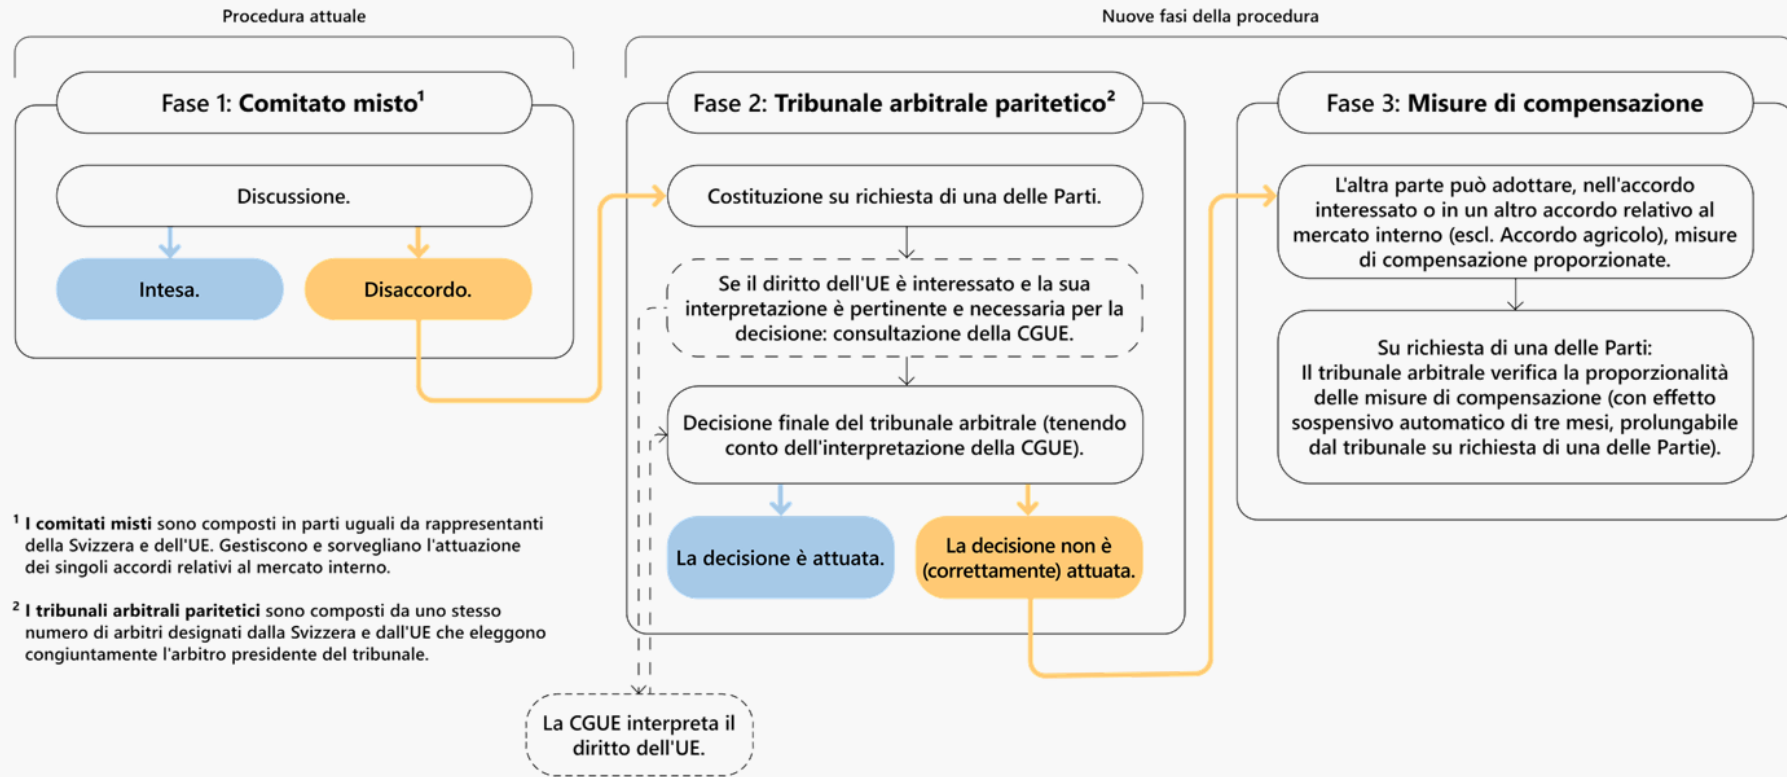 Procedura attuale
Nuove fasi della procedura
Fase 1: Comitato misto¹
Discussione.
Intesa.
Disaccordo.
Fase 2: Tribunale arbitrale paritetico²
Costituzione su richiesta di una delle Parti.
Se il diritto dell'UE è interessato e la sua
interpretazione è pertinente e necessaria per la
decisione: consultazione della CGUE.
Decisione finale del tribunale arbitrale (tenendo
conto dell'interpretazione della CGUE).
La decisione è attuata.
La decisione non è
(correttamente) attuata.
La CGUE interpreta il
diritto dell'UE.
Fase 3: Misure di compensazione
L'altra parte può adottare, nell'accordo
interessato o in un altro accordo relativo al
mercato interno (escl. Accordo agricolo), misure
di compensazione proporzionate.
Su richiesta di una delle Parti:
Il tribunale arbitrale verifica la proporzionalità
delle misure di compensazione (con effetto
sospensivo automatico di tre mesi, prolungabile
dal tribunale su richiesta di una delle Partie).
¹ I comitati misti sono composti in parti uguali da rappresentanti
della Svizzera e dell'UE. Gestiscono e sorvegliano l'attuazione
dei singoli accordi relativi al mercato interno.
² I tribunali arbitrali paritetici sono composti da uno stesso
numero di arbitri designati dalla Svizzera e dall'UE che eleggono
congiuntamente l'arbitro presidente del tribunale.